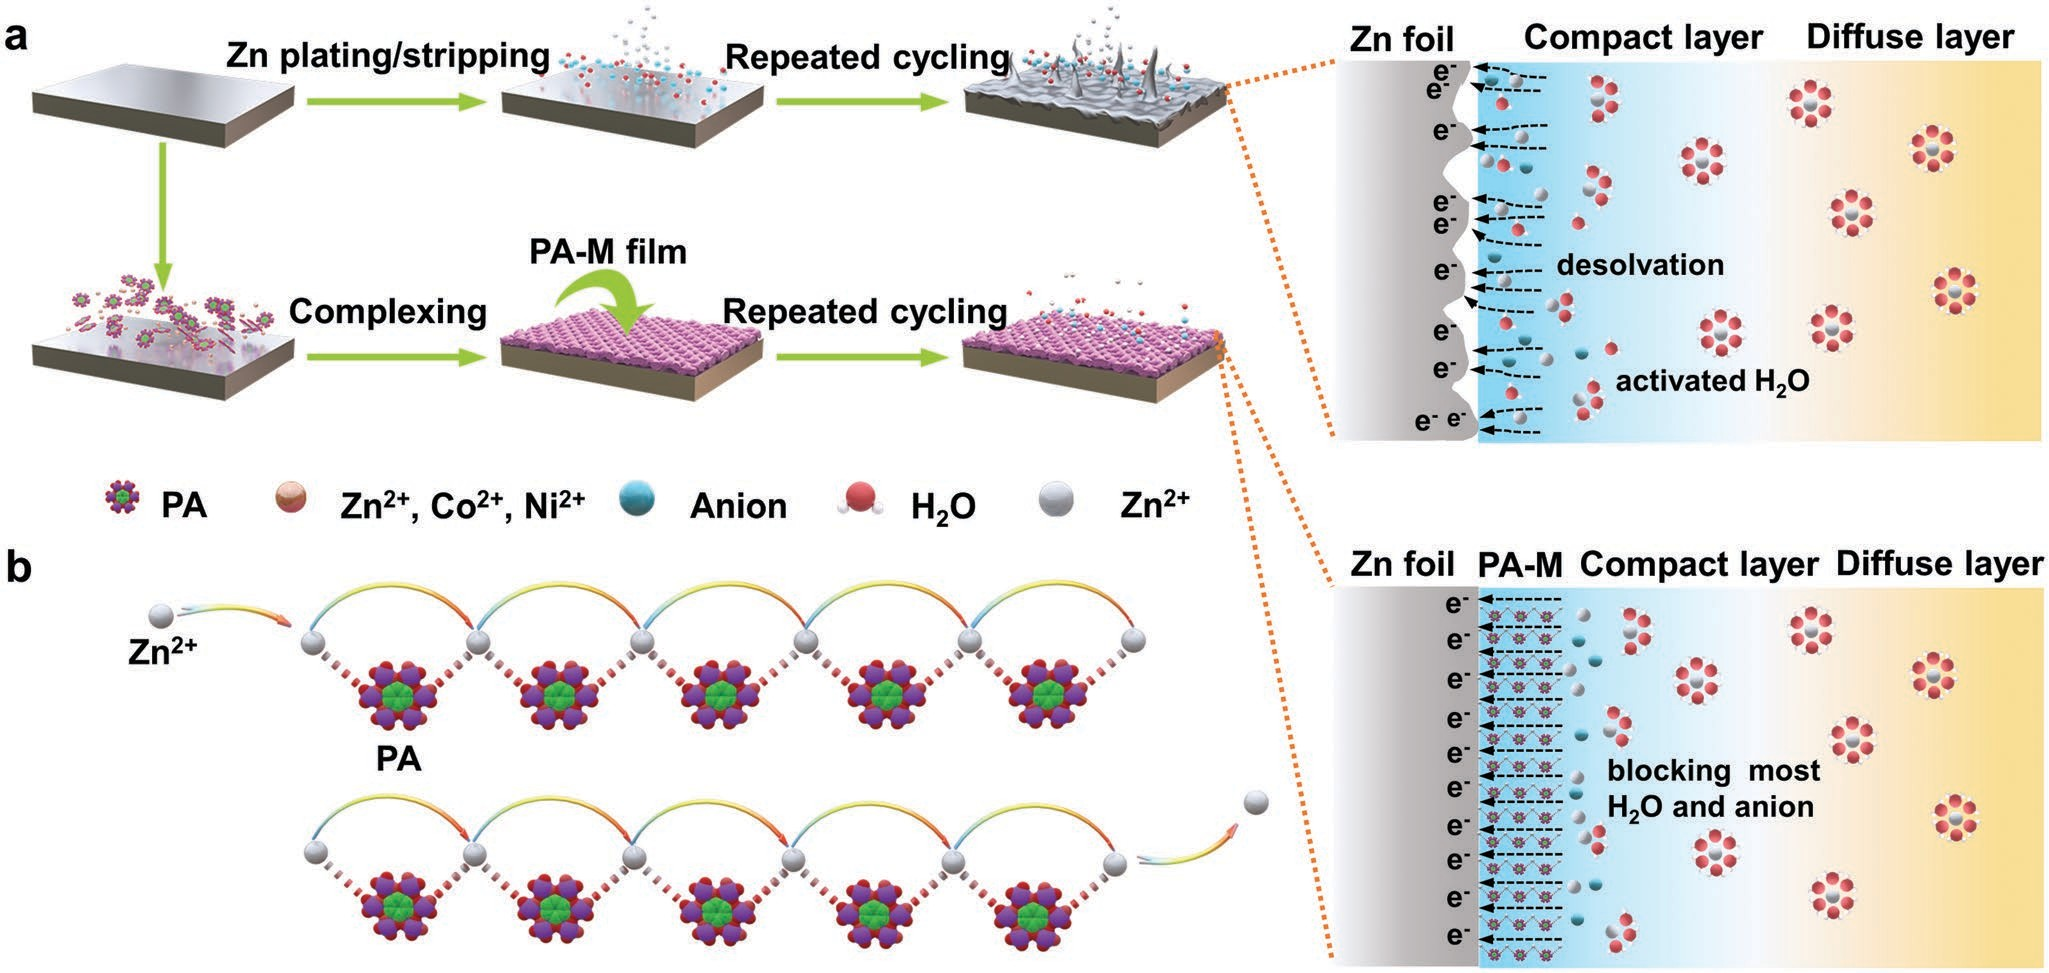 a
Zn plating/stripping
Repeated cycling
PA-M film
Complexing
Repeated cycling
Zn foil Compact layer Diffuse layer
e-
e-
e-
e-
e-
e-
e-
e-
e- e-
desolvation
activated H₂O
PA Zn²⁺, Co²⁺, Ni²⁺ Anion H₂O Zn²⁺
b
Zn²⁺
PA
Zn foil PA-M Compact layer Diffuse layer
e-
e-
e-
e-
e-
e-
e-
e-
e-
e-
blocking most
H₂O and anion